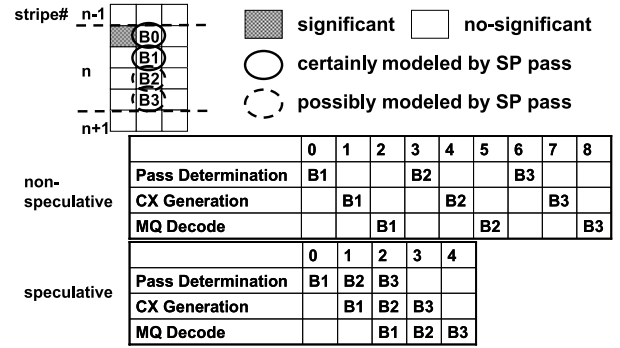 stripe# n-1
significant no-significant
B0
B1 certainly modeled by SP pass
n
B2
B3 possibly modeled by SP pass
n+1
0 1 2 3 4 5 6 7 8
Pass Determination B1 B2 B3
non-speculative CX Generation B1 B2 B3
MQ Decode B1 B2 B3
0 1 2 3 4
Pass Determination B1 B2 B3
speculative CX Generation B1 B2 B3
MQ Decode B1 B2 B3